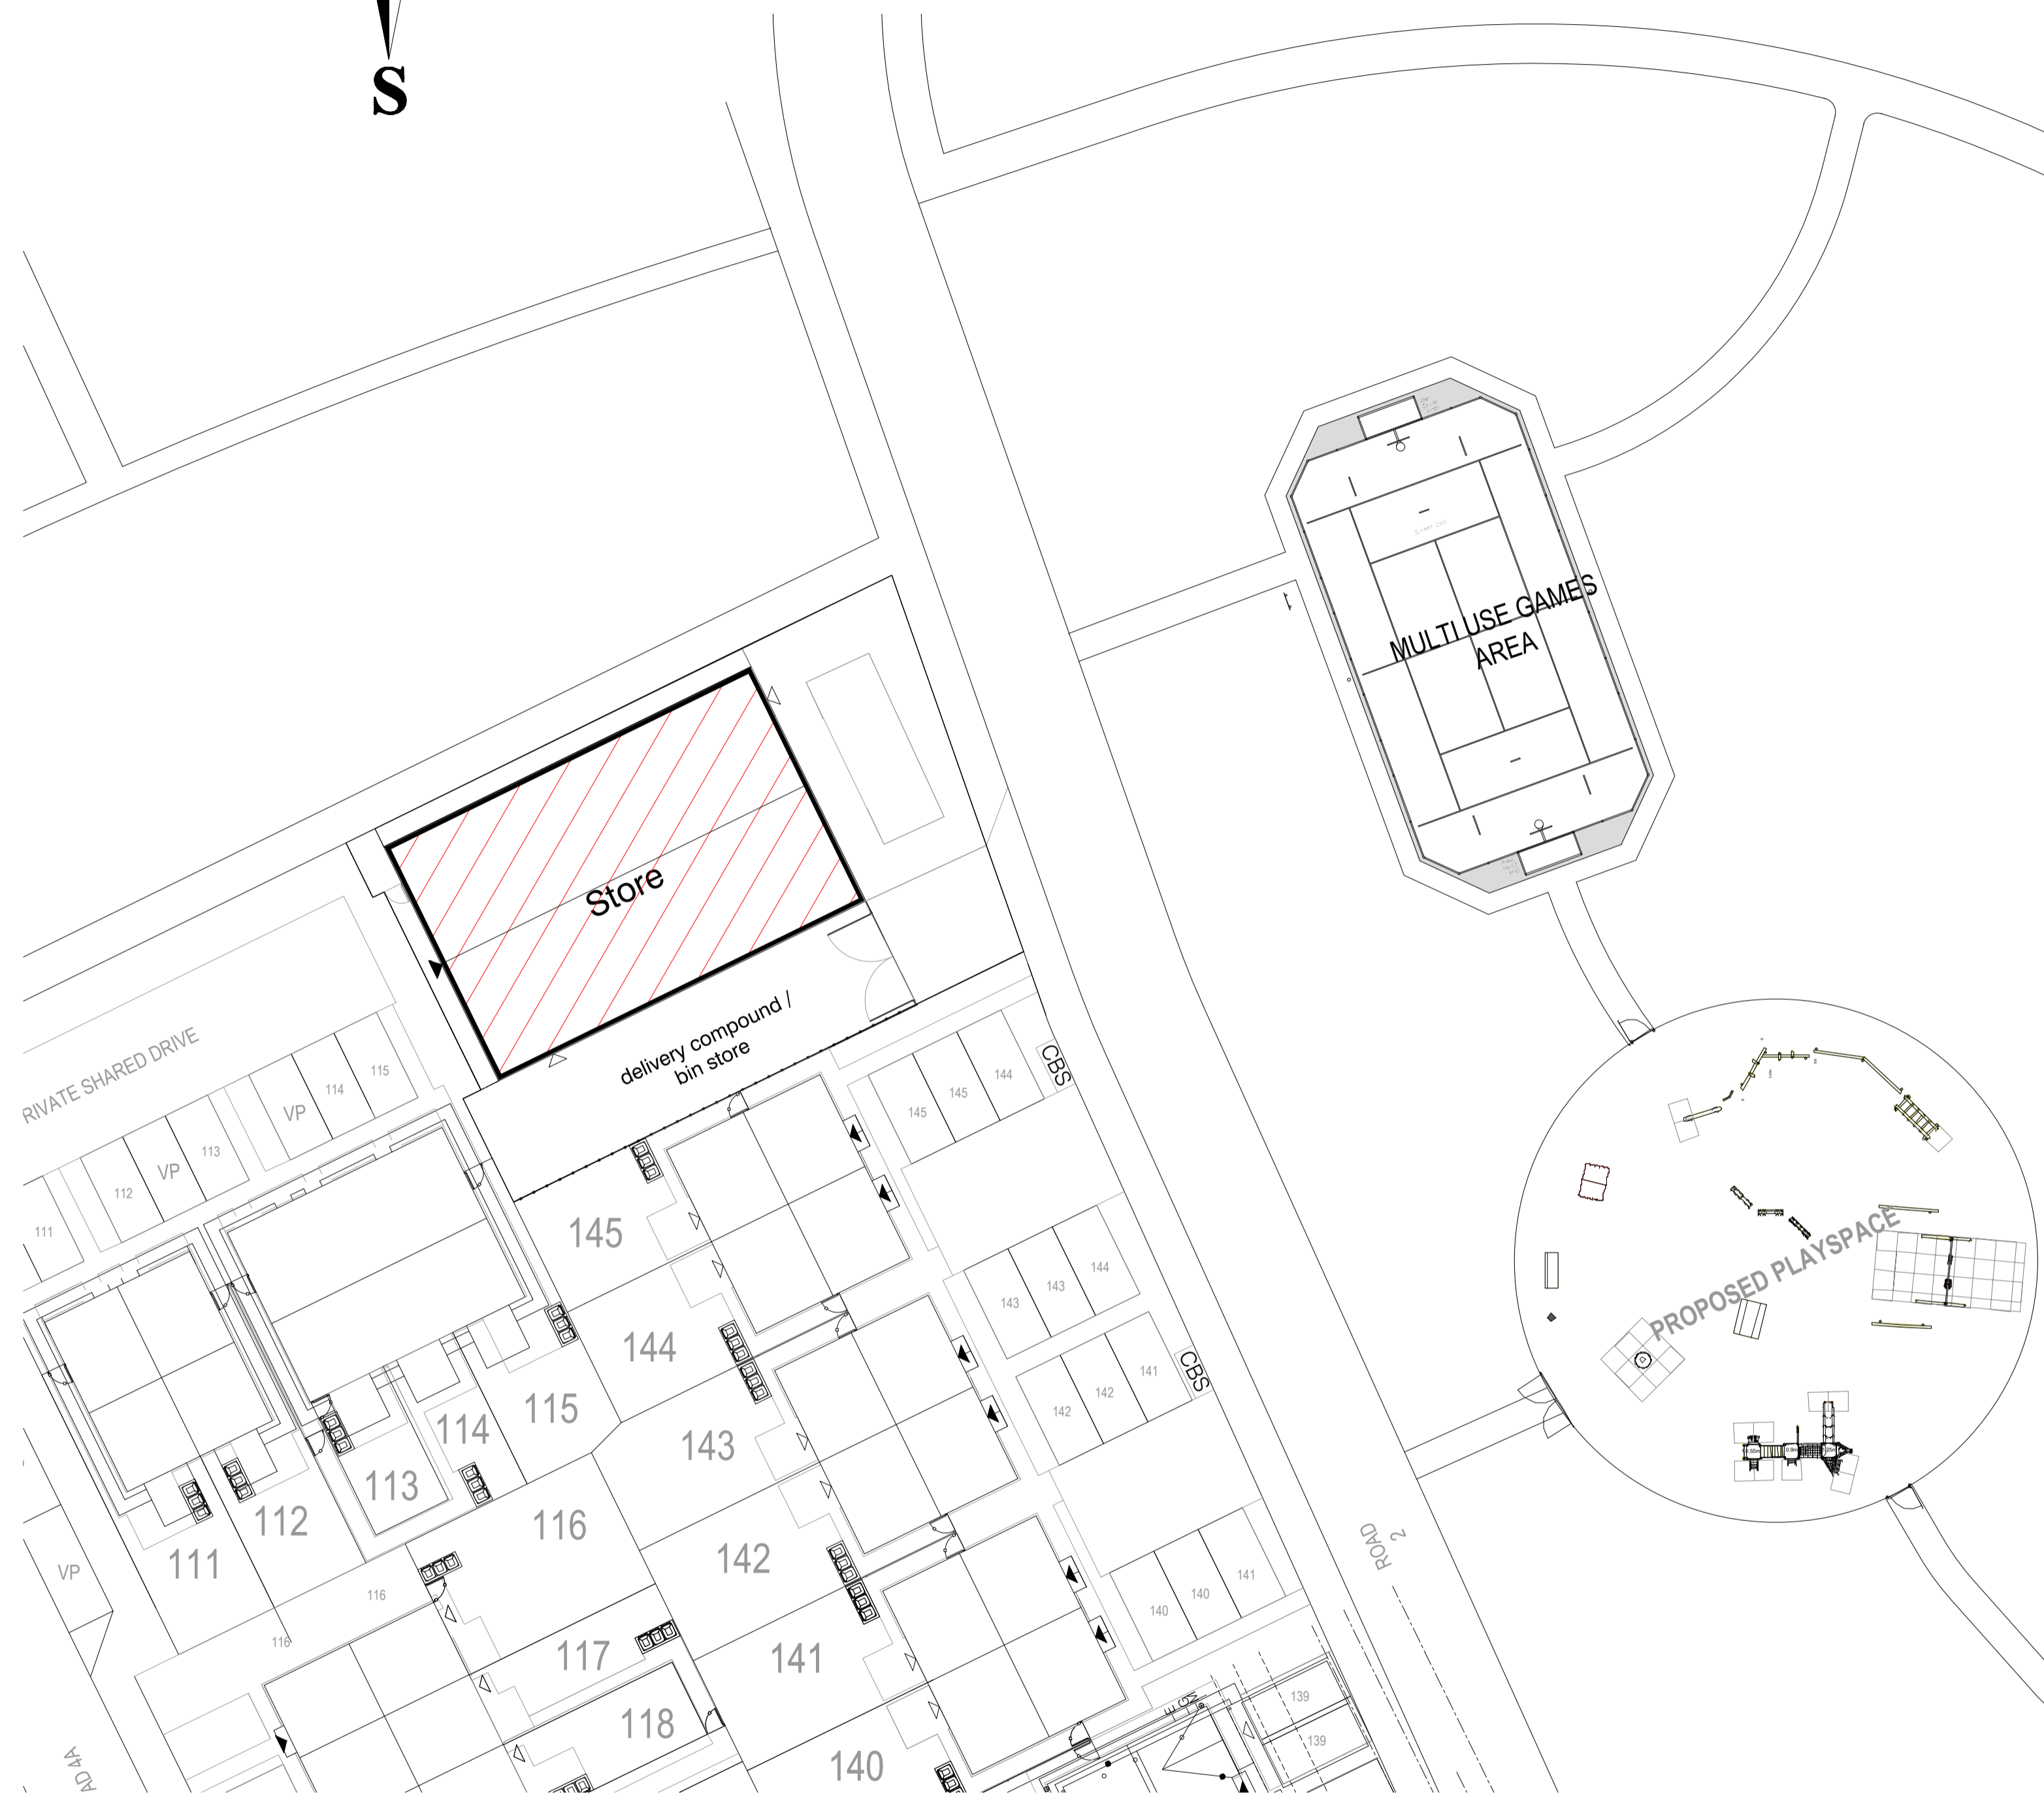 S
MULTI USE GAMES
AREA
Store
delivery compound /
bin store
RIVATE SHARED DRIVE
CBS
145
145
144
115
114
VP
113
VP
112
111
145
144
143
143
144
CBS
142
142
141
PROPOSED PLAYSPACE
144
115
114
143
113
112
111
VP
116
142
116
116
140
140
141
ROAD
2
117
141
118
140
139
139
AD 4A